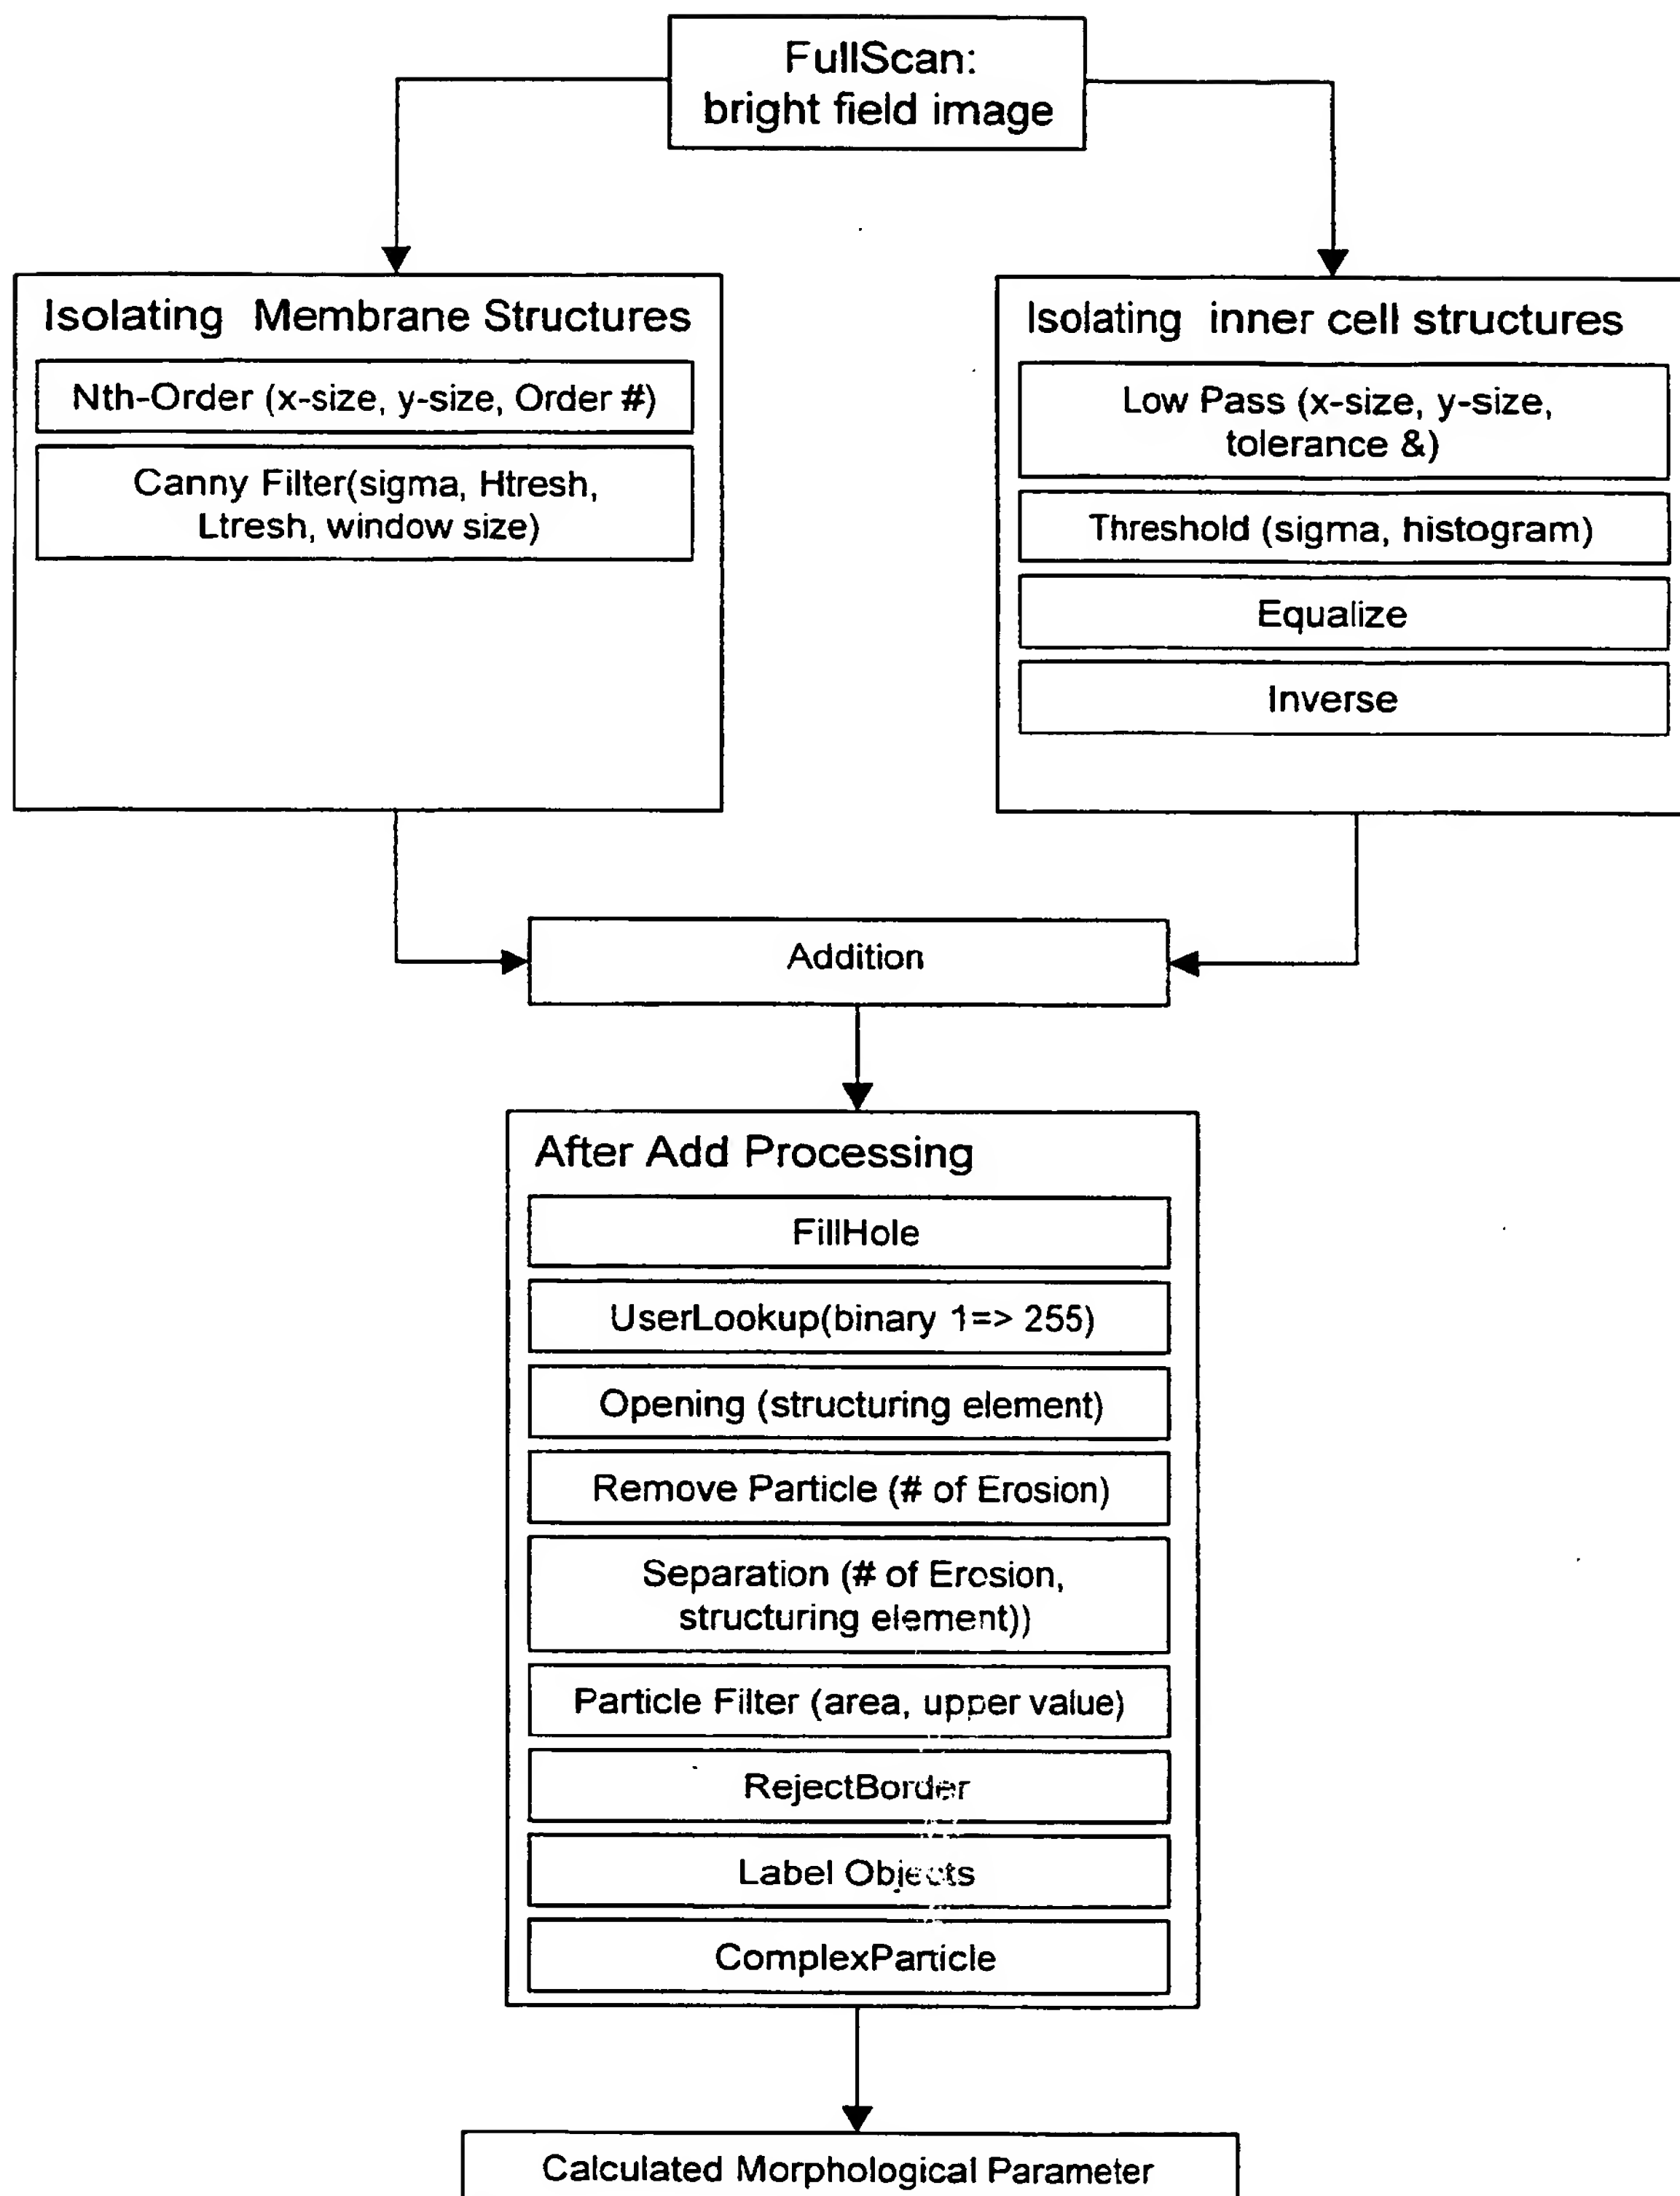 FullScan:
bright field image
Isolating Membrane Structures
Nth-Order (x-size, y-size, Order #)
Canny Filter(sigma, Htresh,
Ltresh, window size)
Isolating inner cell structures
Low Pass (x-size, y-size,
tolerance &)
Threshold (sigma, histogram)
Equalize
Inverse
Addition
After Add Processing
FillHole
UserLookup(binary 1=> 255)
Opening (structuring element)
Remove Particle (# of Erosion)
Separation (# of Erosion,
structuring element))
Particle Filter (area, upper value)
RejectBorder
Label Objects
ComplexParticle
Calculated Morphological Parameter